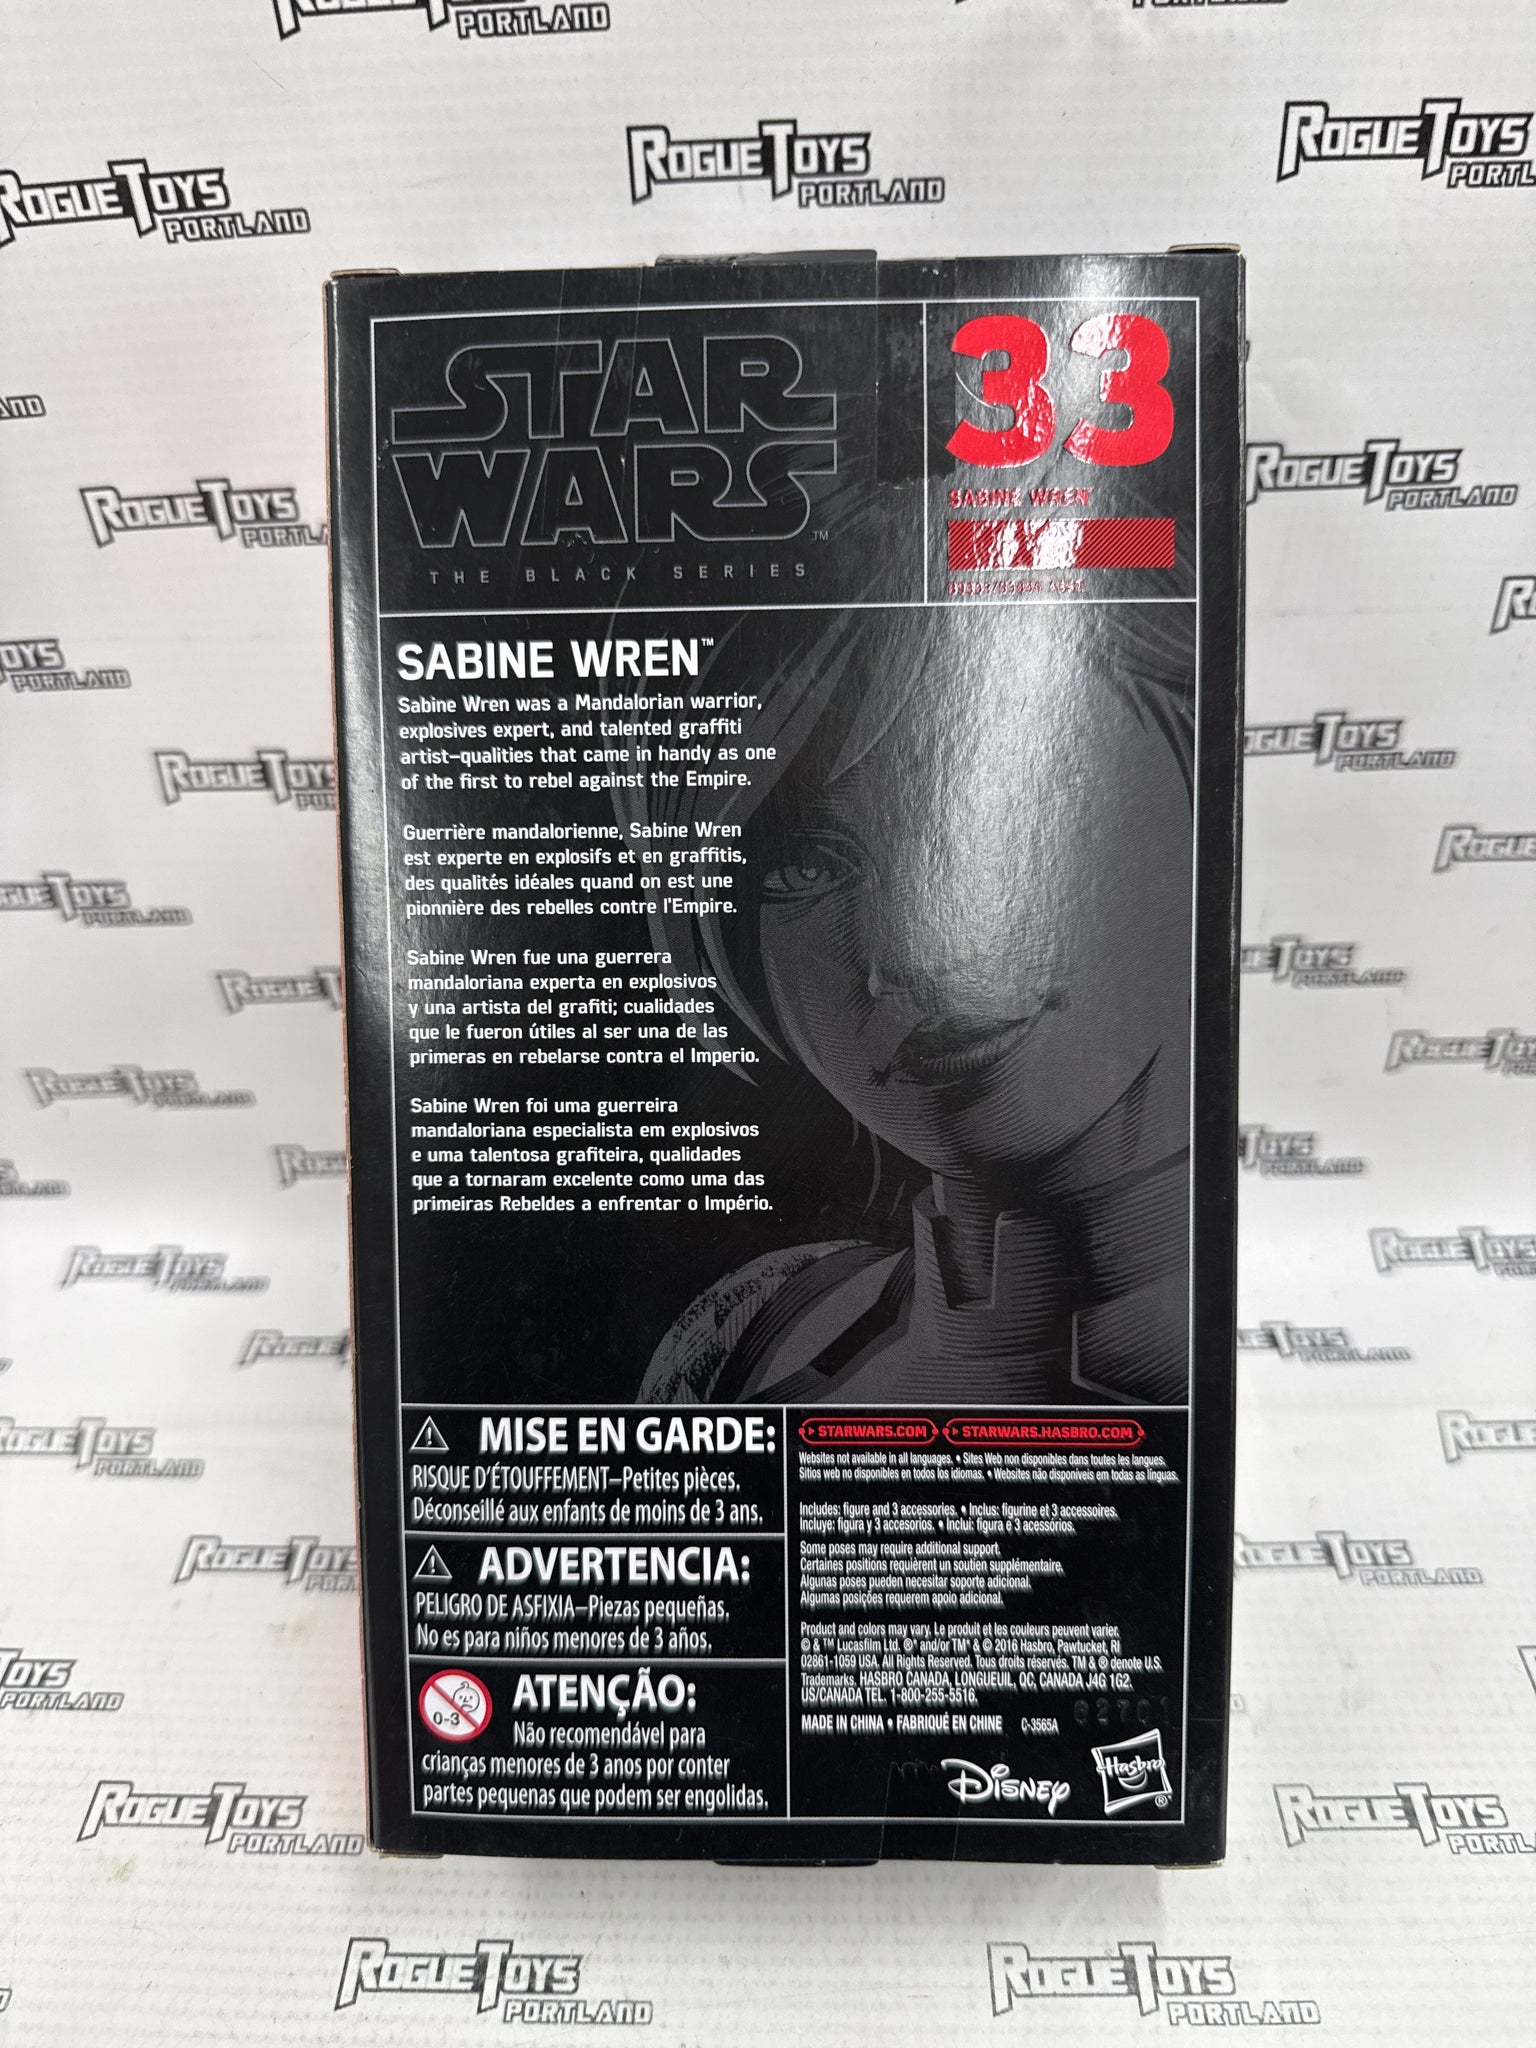 STAR
WARS™
THE BLACK SERIES
33
SABINE WREN™
SABINE WREN™
Sabine Wren was a Mandalorian warrior,
explosives expert, and talented graffiti
artist–qualities that came in handy as one
of the first to rebel against the Empire.
Guerrière mandalorienne, Sabine Wren
est experte en explosifs et en graffitis,
des qualités idéales quand on est une
pionnière des rebelles contre l'Empire.
Sabine Wren fue una guerrera
mandaloriana experta en explosivos
y una artista del grafiti; cualidades
que le fueron útiles al ser una de las
primeras en rebelarse contra el Imperio.
Sabine Wren foi uma guerreira
mandaloriana especialista em explosivos
e uma talentosa grafiteira, qualidades
que a tornaram excelente como uma das
primeiras Rebeldes a enfrentar o Império.
MISE EN GARDE:
RISQUE D'ÉTOUFFEMENT–Petites pièces.
Déconseillé aux enfants de moins de 3 ans.
ADVERTENCIA:
PELIGRO DE ASFIXIA–Piezas pequeñas.
No es para niños menores de 3 años.
0-3
ATENÇÃO:
Não recomendável para
crianças menores de 3 anos por conter
partes pequenas que podem ser engolidas.
STARWARS.COM STARWARS.HASBRO.COM
Websites not available in all languages. • Sites Web non disponibles dans toutes les langues.
Sitios web no disponibles en todos los idiomas. • Websites não disponíveis em todas as línguas.
Includes: figure and 3 accessories. • Inclus: figurine et 3 accessoires.
Incluye: figura y 3 accesorios. • Inclui: figura e 3 acessórios.
Some poses may require additional support.
Certaines positions requièrent un soutien supplémentaire.
Algunas poses pueden necesitar soporte adicional.
Algumas posições requerem apoio adicional.
Product and colors may vary. Le produit et les couleurs peuvent varier.
© & ™ Lucasfilm Ltd. ®* and/or TM* & © 2016 Hasbro, Pawtucket, RI
02861-1059 USA. All Rights Reserved. Tous droits réservés. TM & ® denote U.S.
Trademarks. HASBRO CANADA, LONGUEUIL, QC, CANADA J4G 1G2.
US/CANADA TEL. 1-800-255-5516.
MADE IN CHINA • FABRIQUÉ EN CHINE C-3565A
DISNEY Hasbro®
ROGUE TOYS
PORTLAND